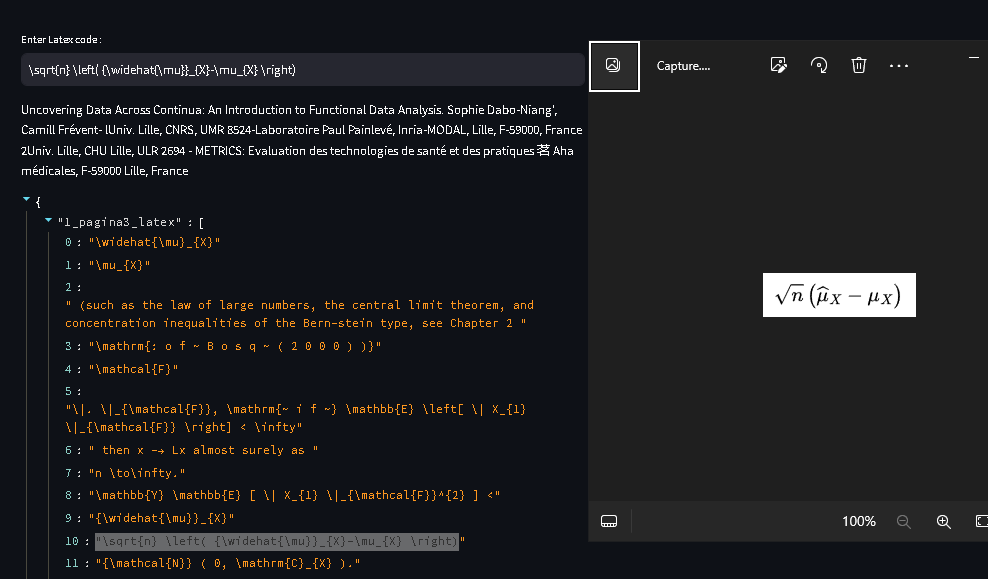 Enter Latex code :
\sqrt{n} \left( {\widehat{\mu}}_{X}-\mu_{X} \right)
Uncovering Data Across Continua: An Introduction to Functional Data Analysis. Sophie Dabo-Niang',
Camill Frévent- lUniv. Lille, CNRS, UMR 8524-Laboratoire Paul Painlevé, Inria-MODAL, Lille, F-59000, France
2Univ. Lille, CHU Lille, ULR 2694 - METRICS: Evaluation des technologies de santé et des pratiques 茗 Aha
médicales, F-59000 Lille, France
{
"1_pagina3_latex" : [
0 : "\widehat{\mu}_{X}"
1 : "\mu_{X}"
2 :
" (such as the law of large numbers, the central limit theorem, and
concentration inequalities of the Bern-stein type, see Chapter 2 "
3 : "\mathrm{: o f ~ B o s q ~ ( 2 0 0 0 ) )}"
4 : "\mathcal{F}"
5 :
"\|. \|_{\mathcal{F}}, \mathrm{~ i f ~} \mathbb{E} \left[ \| X_{1}
\|_{\mathcal{F}} \right] < \infty"
6 : " then x –→ Lx almost surely as "
7 : "n \to\infty."
8 : "\mathbb{Y} \mathbb{E} [ \| X_{1} \|_{\mathcal{F}}^{2} ] <"
9 : "{\widehat{\mu}}_{X}"
10 : "\sqrt{n} \left( {\widehat{\mu}}_{X}-\mu_{X} \right)"
11 : "{\mathcal{N}} ( 0, \mathrm{C}_{X} )."
Capture....
√n (μ̂_X − μ_X)
100%